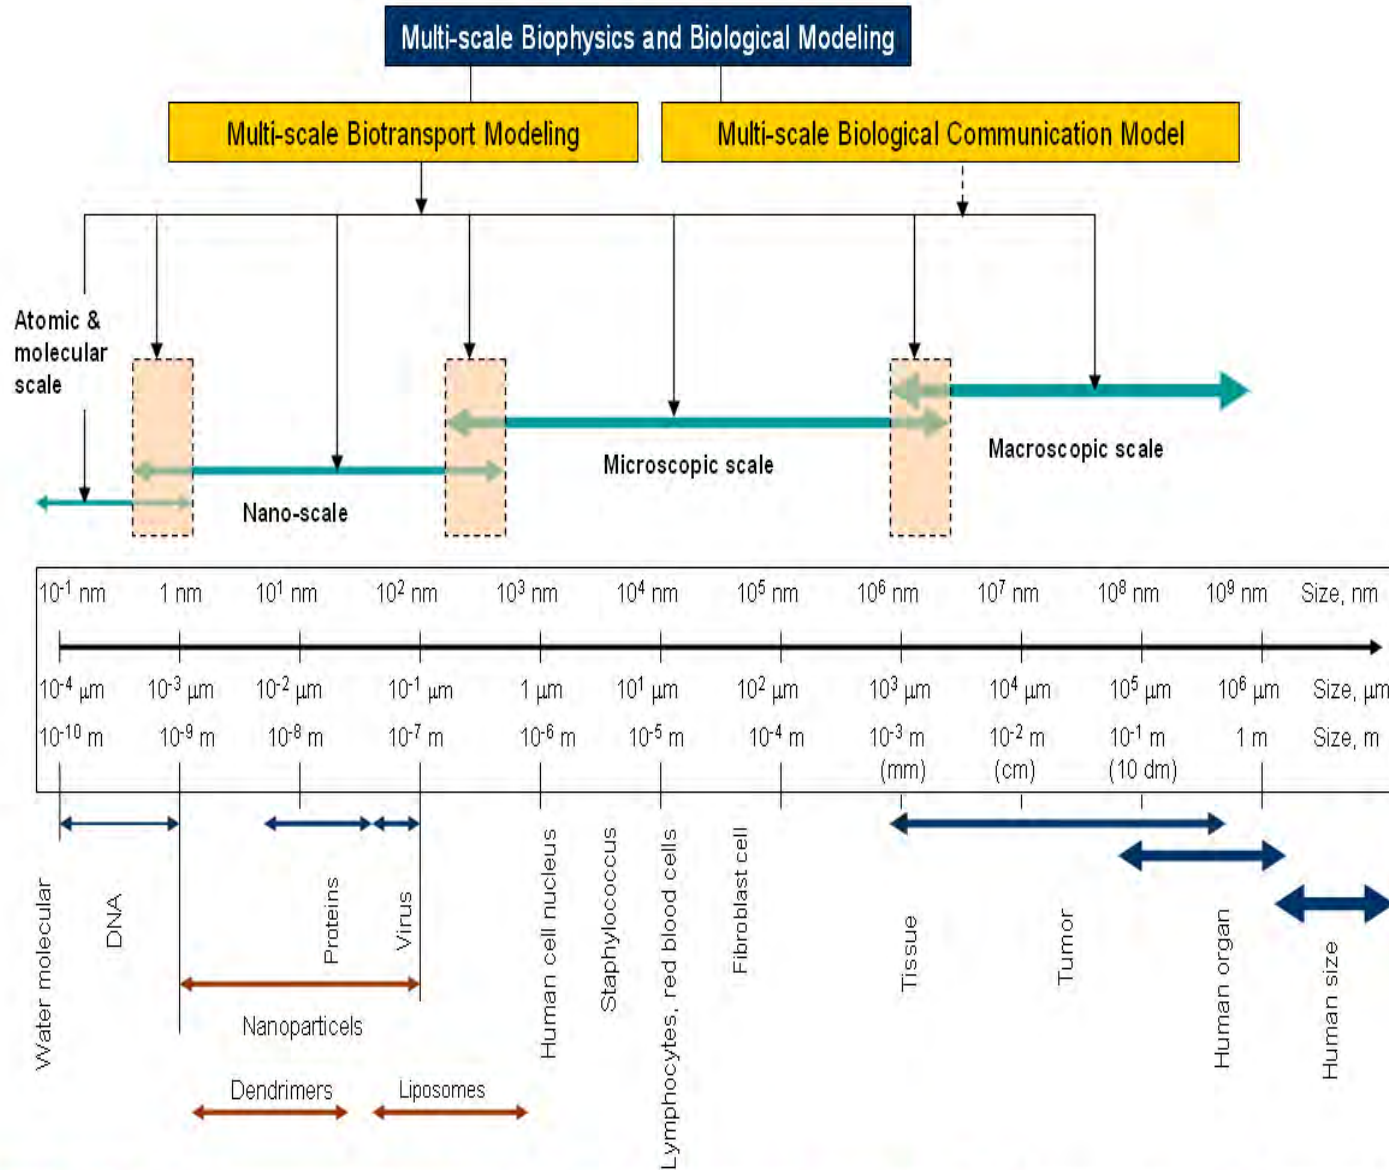 Multi-scale Biophysics and Biological Modeling
Multi-scale Biotransport Modeling
Multi-scale Biological Communication Model
Atomic &
molecular
scale
Nano-scale
Microscopic scale
Macroscopic scale
10⁻¹ nm 1 nm 10¹ nm 10² nm 10³ nm 10⁴ nm 10⁵ nm 10⁶ nm 10⁷ nm 10⁸ nm 10⁹ nm Size, nm
10⁻⁴ µm 10⁻³ µm 10⁻² µm 10⁻¹ µm 1 µm 10¹ µm 10² µm 10³ µm 10⁴ µm 10⁵ µm 10⁶ µm Size, µm
10⁻¹⁰ m 10⁻⁹ m 10⁻⁸ m 10⁻⁷ m 10⁻⁶ m 10⁻⁵ m 10⁻⁴ m 10⁻³ m 10⁻² m 10⁻¹ m 1 m Size, m
(mm) (cm) (10 dm)
Water molecular
DNA
Proteins
Virus
Human cell nucleus
Staphylococcus
Lymphocytes, red blood cells
Fibroblast cell
Tissue
Tumor
Human organ
Human size
Nanoparticels
Dendrimers
Liposomes